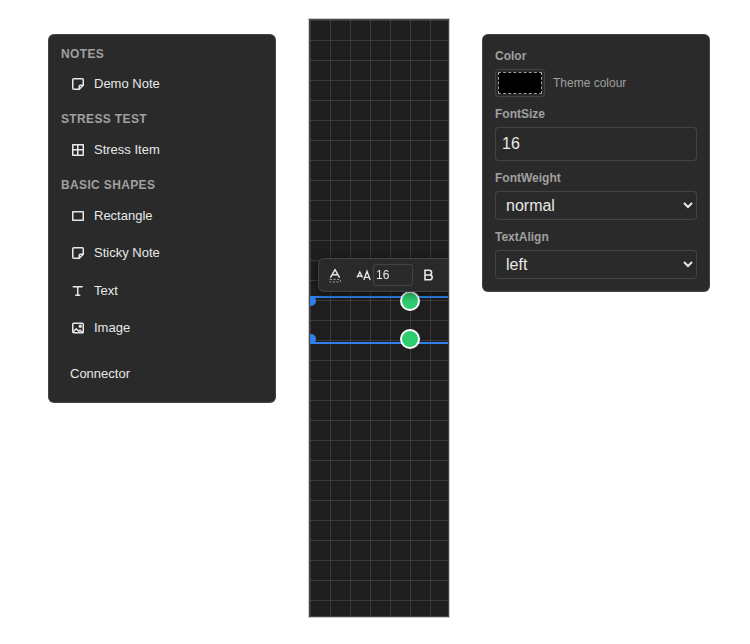 NOTES
Demo Note
STRESS TEST
Stress Item
BASIC SHAPES
Rectangle
Sticky Note
Text
Image
Connector
16
B
Color
Theme colour
FontSize
16
FontWeight
normal
TextAlign
left